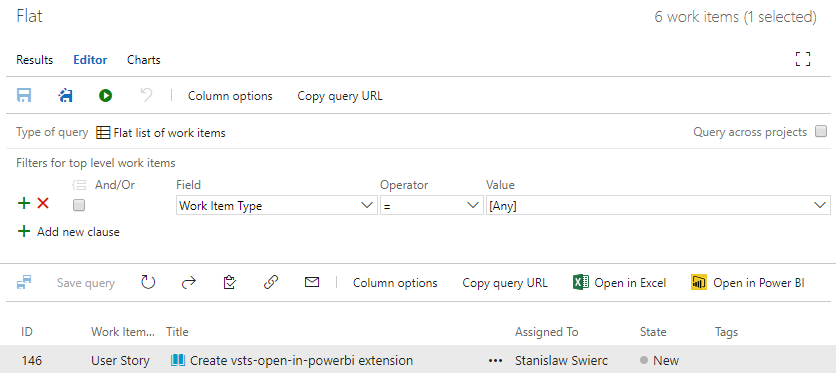 Flat 6 work items (1 selected)
Results Editor Charts
Column options Copy query URL
Type of query Flat list of work items Query across projects
Filters for top level work items
And/Or Field Operator Value
Work Item Type = [Any]
Add new clause
Save query Column options Copy query URL Open in Excel Open in Power BI
ID Work Item... Title Assigned To State Tags
146 User Story Create vsts-open-in-powerbi extension ••• Stanislaw Swierc New